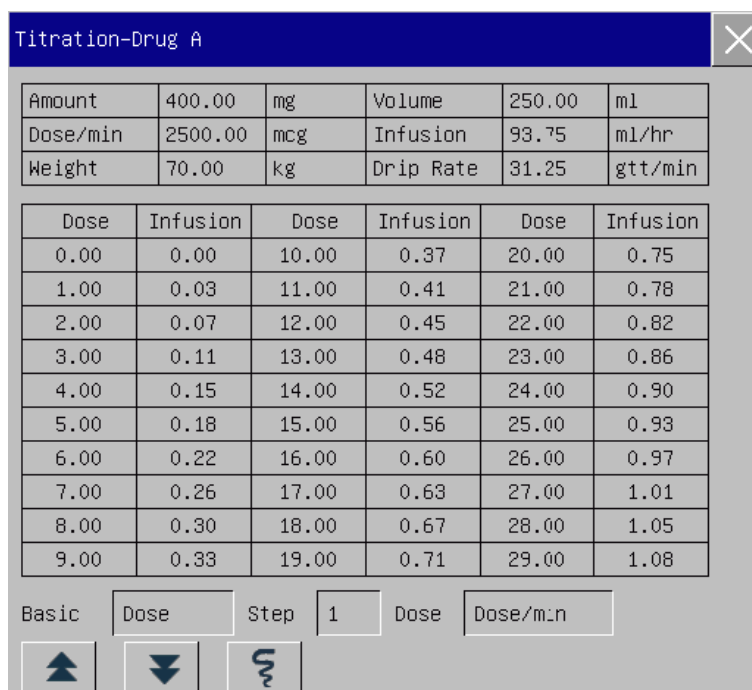 Titration-Drug A
Amount 400.00 mg Volume 250.00 ml
Dose/min 2500.00 mcg Infusion 93.75 ml/hr
Weight 70.00 kg Drip Rate 31.25 gtt/min
Dose Infusion Dose Infusion Dose Infusion
0.00 0.00 10.00 0.37 20.00 0.75
1.00 0.03 11.00 0.41 21.00 0.78
2.00 0.07 12.00 0.45 22.00 0.82
3.00 0.11 13.00 0.48 23.00 0.86
4.00 0.15 14.00 0.52 24.00 0.90
5.00 0.18 15.00 0.56 25.00 0.93
6.00 0.22 16.00 0.60 26.00 0.97
7.00 0.26 17.00 0.63 27.00 1.01
8.00 0.30 18.00 0.67 28.00 1.05
9.00 0.33 19.00 0.71 29.00 1.08
Basic Dose Step 1 Dose Dose/min